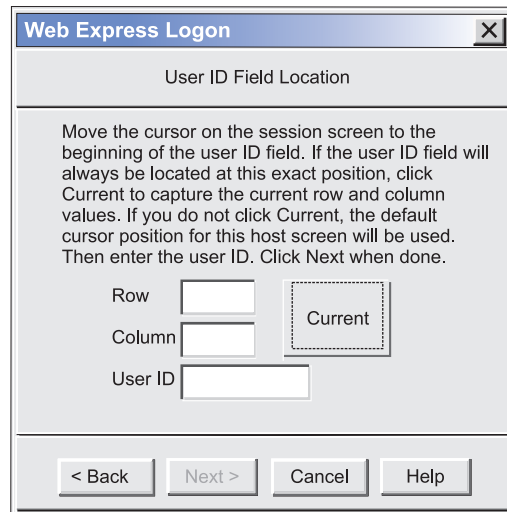 Web Express Logon
User ID Field Location
Move the cursor on the session screen to the
beginning of the user ID field. If the user ID field will
always be located at this exact position, click
Current to capture the current row and column
values. If you do not click Current, the default
cursor position for this host screen will be used.
Then enter the user ID. Click Next when done.
Row
Current
Column
User ID
< Back Next > Cancel Help